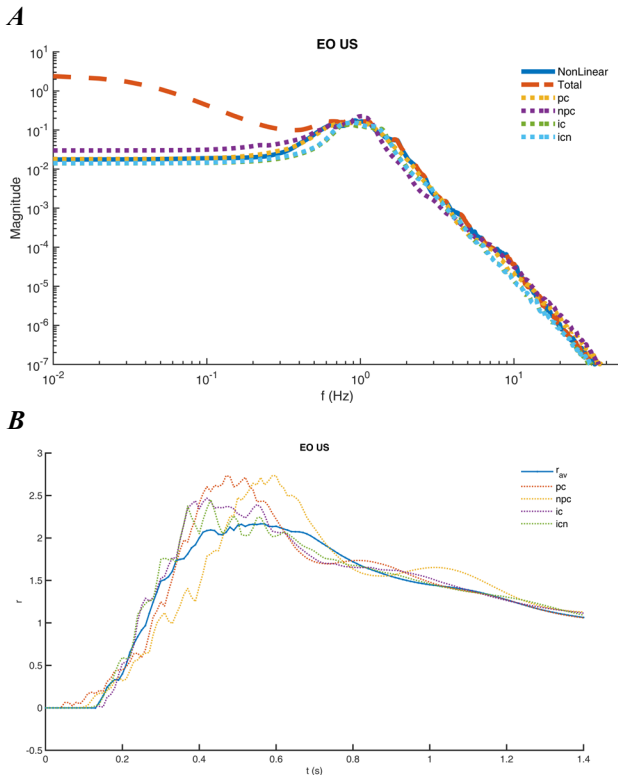 A
EO US
10^1
10^0
10^-1
10^-2
10^-3
10^-4
10^-5
10^-6
10^-7
Magnitude
NonLinear
Total
pc
npc
ic
icn
10^-2
10^-1
10^0
10^1
f (Hz)
B
EO US
3
2.5
2
1.5
1
0.5
0
-0.5
r
r_av
pc
npc
ic
icn
0
0.2
0.4
0.6
0.8
1
1.2
1.4
t (s)